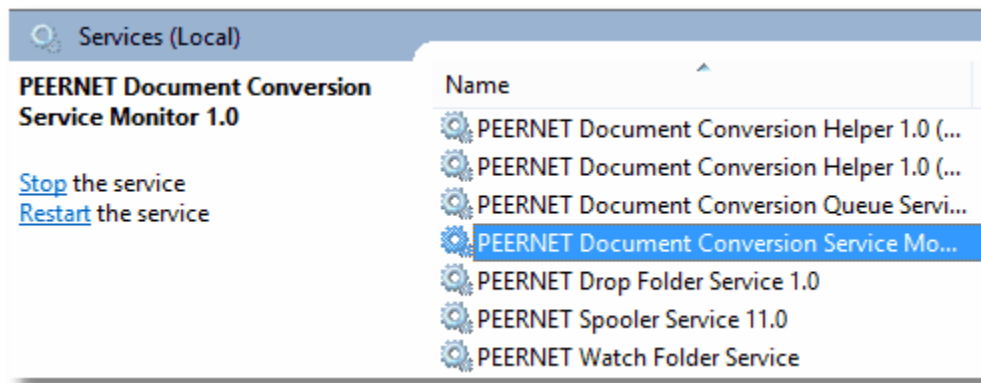 Services (Local)
PEERNET Document Conversion
Service Monitor 1.0
Stop the service
Restart the service
Name
PEERNET Document Conversion Helper 1.0 (...
PEERNET Document Conversion Helper 1.0 (...
PEERNET Document Conversion Queue Servi...
PEERNET Document Conversion Service Mo...
PEERNET Drop Folder Service 1.0
PEERNET Spooler Service 11.0
PEERNET Watch Folder Service